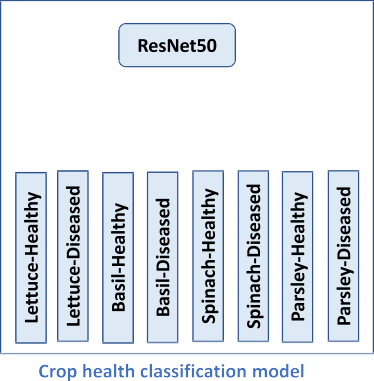 ResNet50
Lettuce-Healthy
Lettuce-Diseased
Basil-Healthy
Basil-Diseased
Spinach-Healthy
Spinach-Diseased
Parsley-Healthy
Parsley-Diseased
Crop health classification model